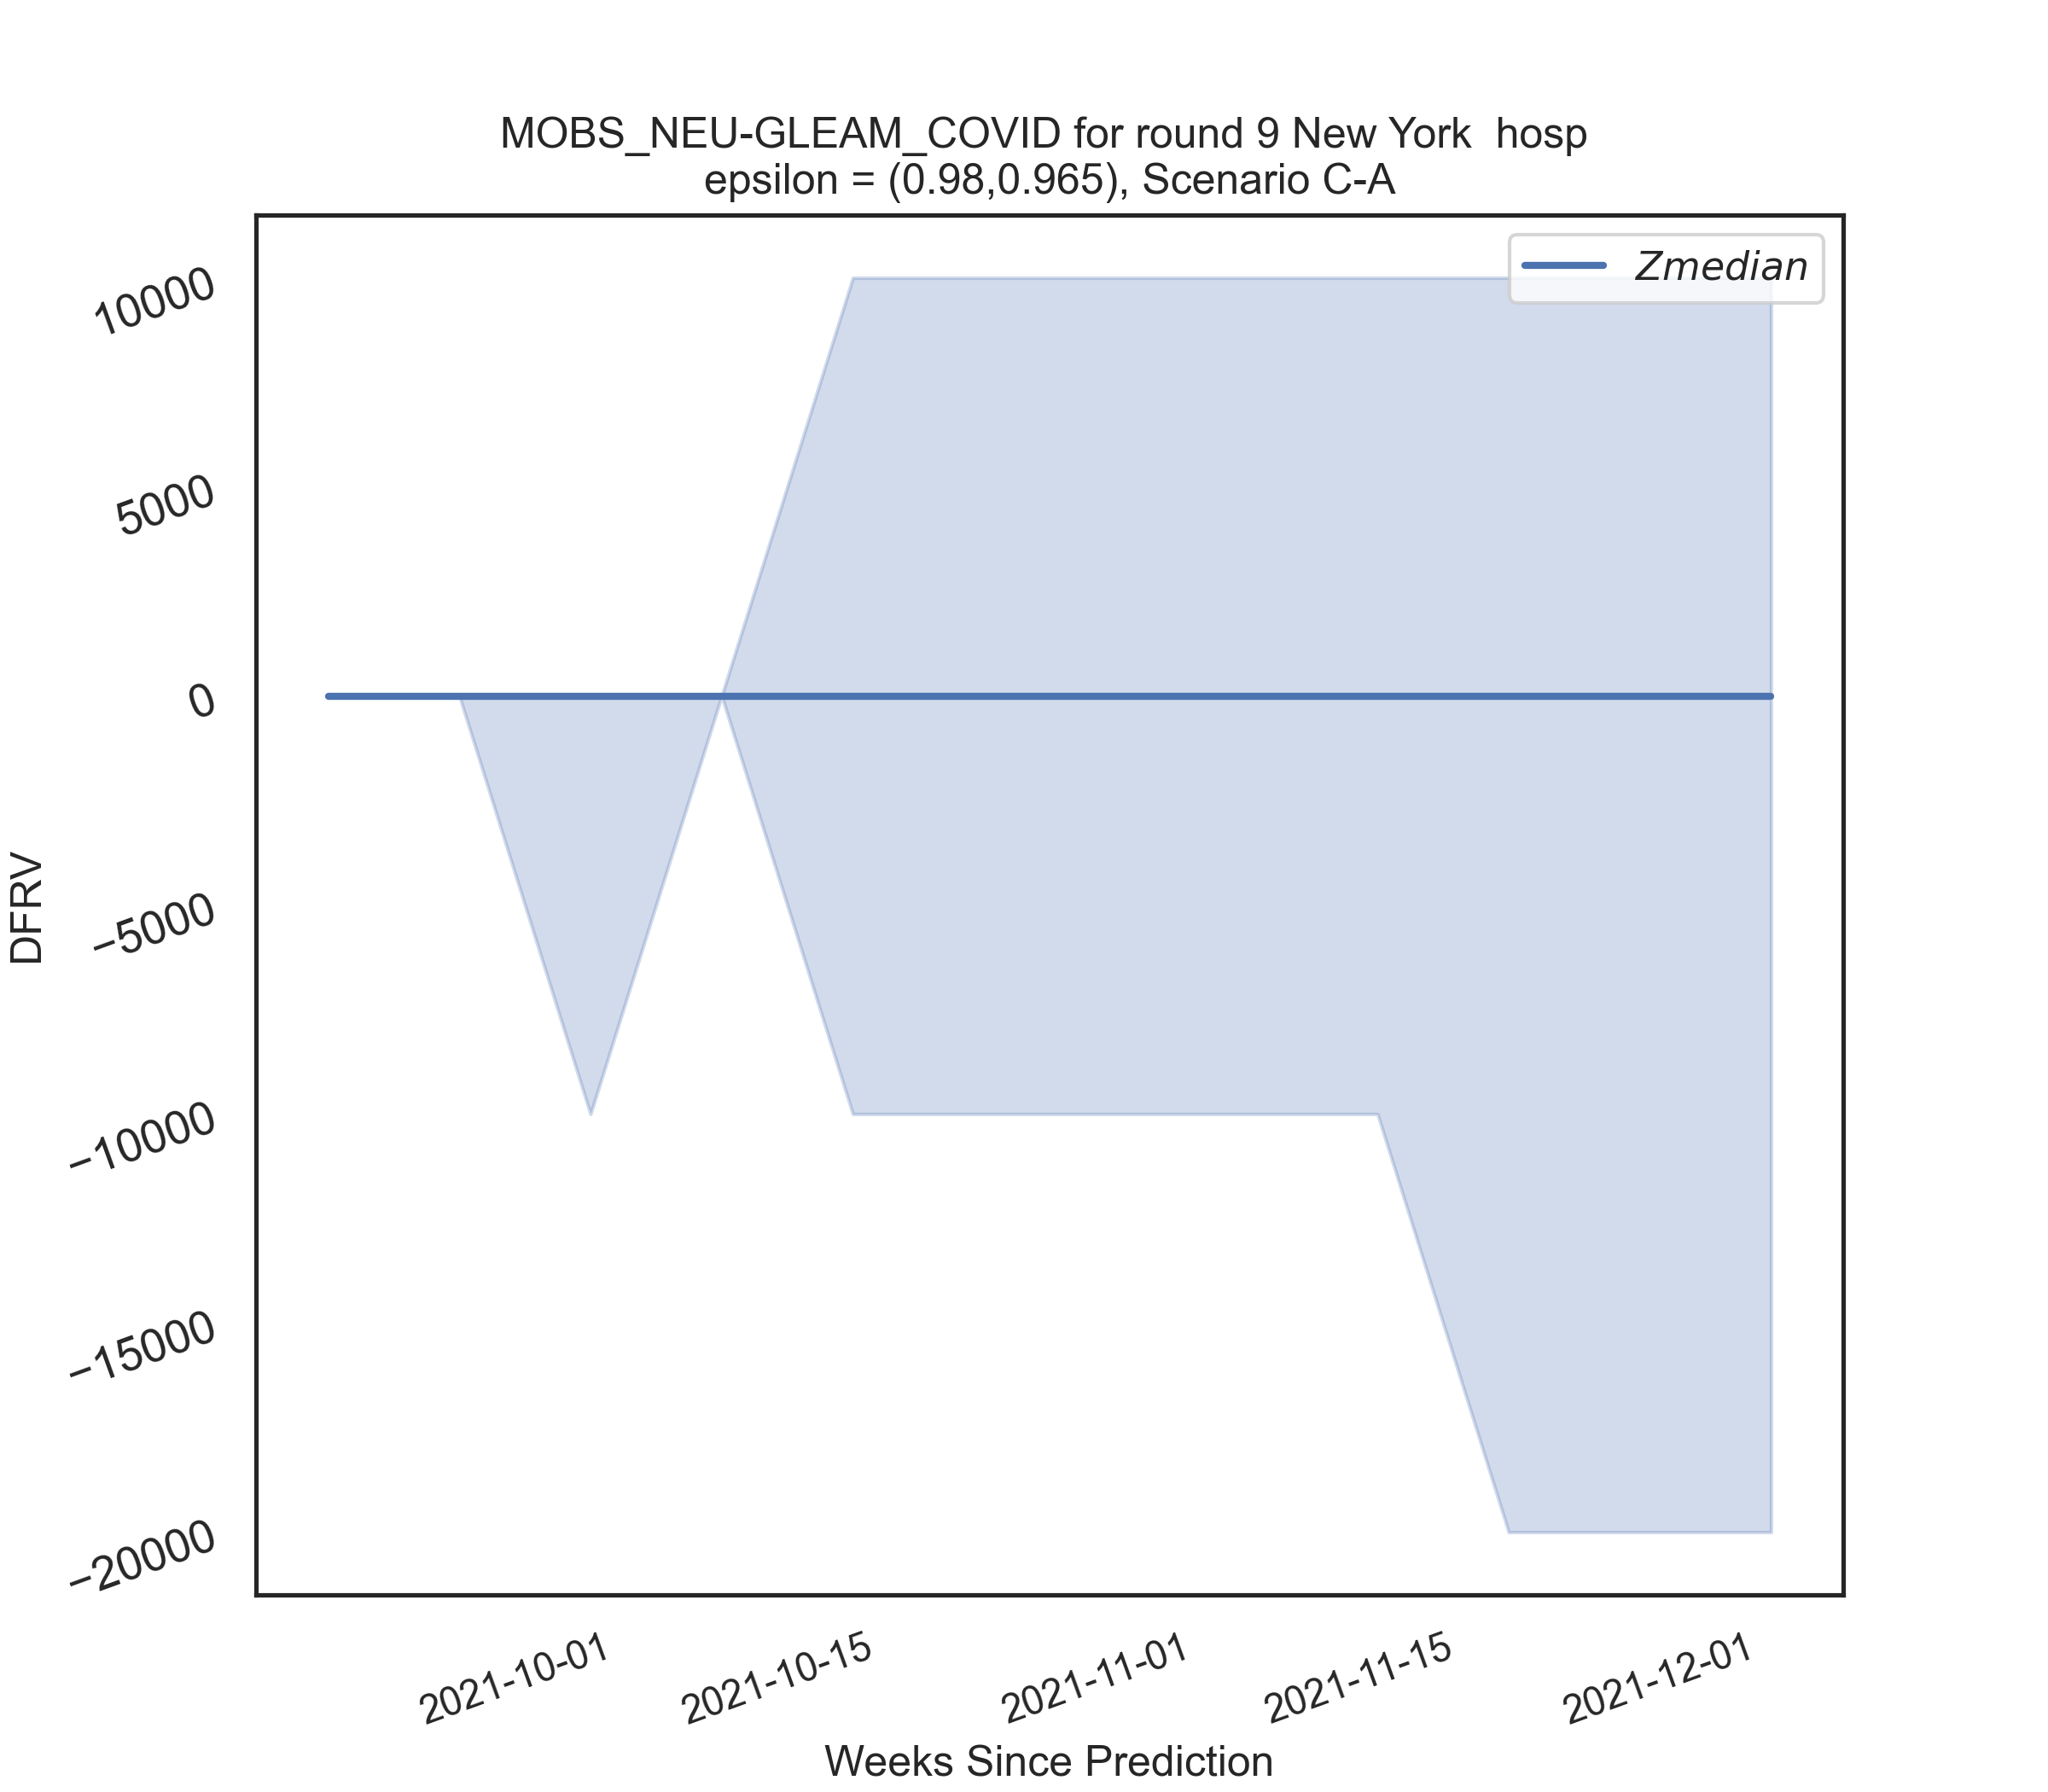 MOBS_NEU-GLEAM_COVID for round 9 New York  hosp
epsilon = (0.98,0.965), Scenario C-A
Zmedian
10000
5000
0
−5000
−10000
−15000
−20000
DFRV
2021-10-01
2021-10-15
2021-11-01
2021-11-15
2021-12-01
Weeks Since Prediction